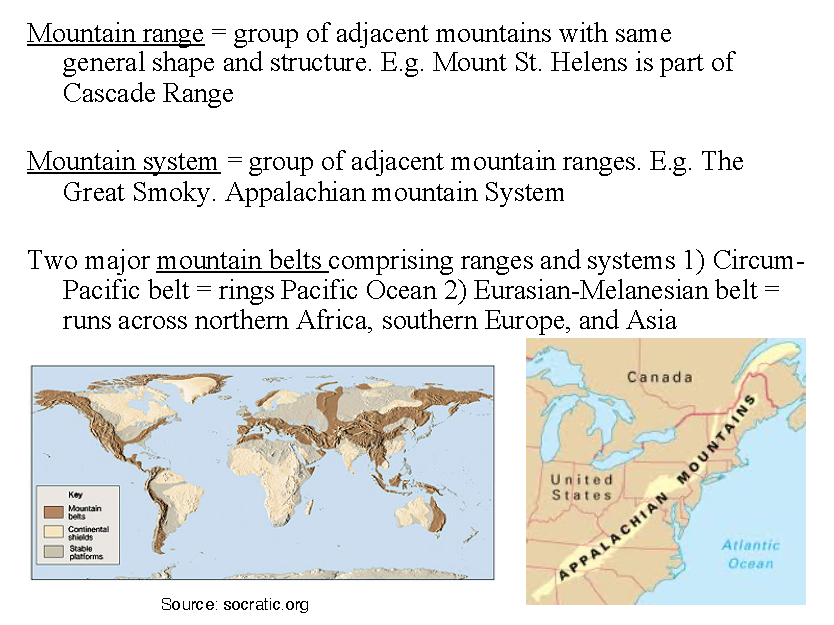 Mountain range = group of adjacent mountains with same
general shape and structure. E.g. Mount St. Helens is part of
Cascade Range
Mountain system = group of adjacent mountain ranges. E.g. The
Great Smoky. Appalachian mountain System
Two major mountain belts comprising ranges and systems 1) Circum-
Pacific belt = rings Pacific Ocean 2) Eurasian-Melanesian belt =
runs across northern Africa, southern Europe, and Asia
Key
Mountain
belts
Continental
shields
Stable
platforms
Source: socratic.org
Canada
United
States
APPALACHIAN MOUNTAINS
Atlantic
Ocean